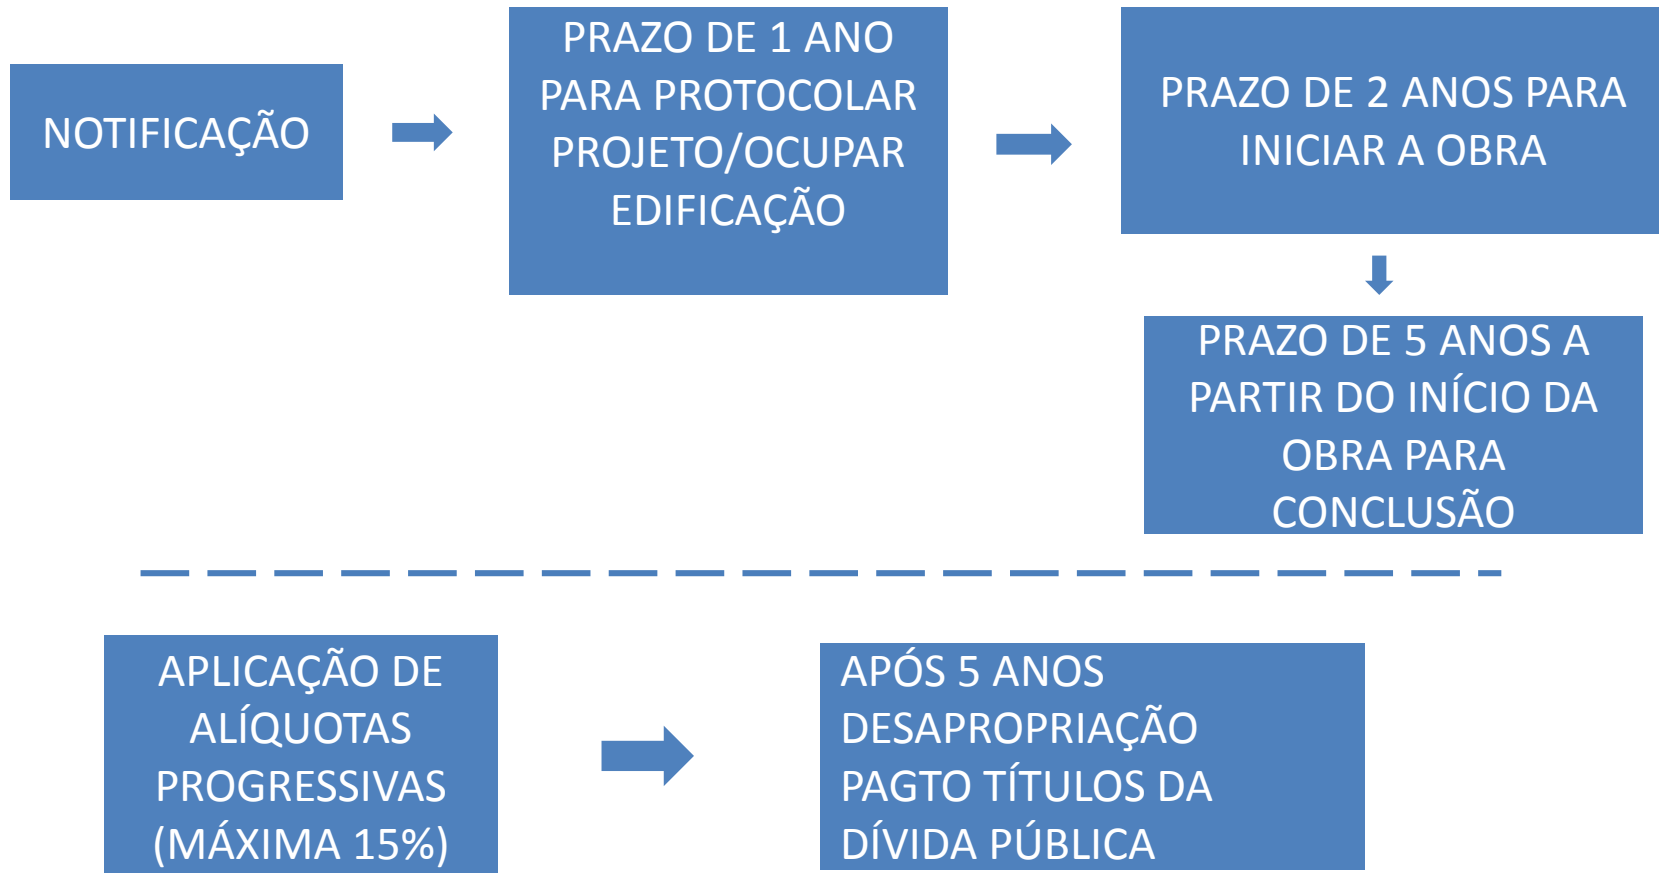 NOTIFICAÇÃO
PRAZO DE 1 ANO
PARA PROTOCOLAR
PROJETO/OCUPAR
EDIFICAÇÃO
PRAZO DE 2 ANOS PARA
INICIAR A OBRA
PRAZO DE 5 ANOS A
PARTIR DO INÍCIO DA
OBRA PARA
CONCLUSÃO
APLICAÇÃO DE
ALÍQUOTAS
PROGRESSIVAS
(MÁXIMA 15%)
APÓS 5 ANOS
DESAPROPRIAÇÃO
PAGTO TÍTULOS DA
DÍVIDA PÚBLICA